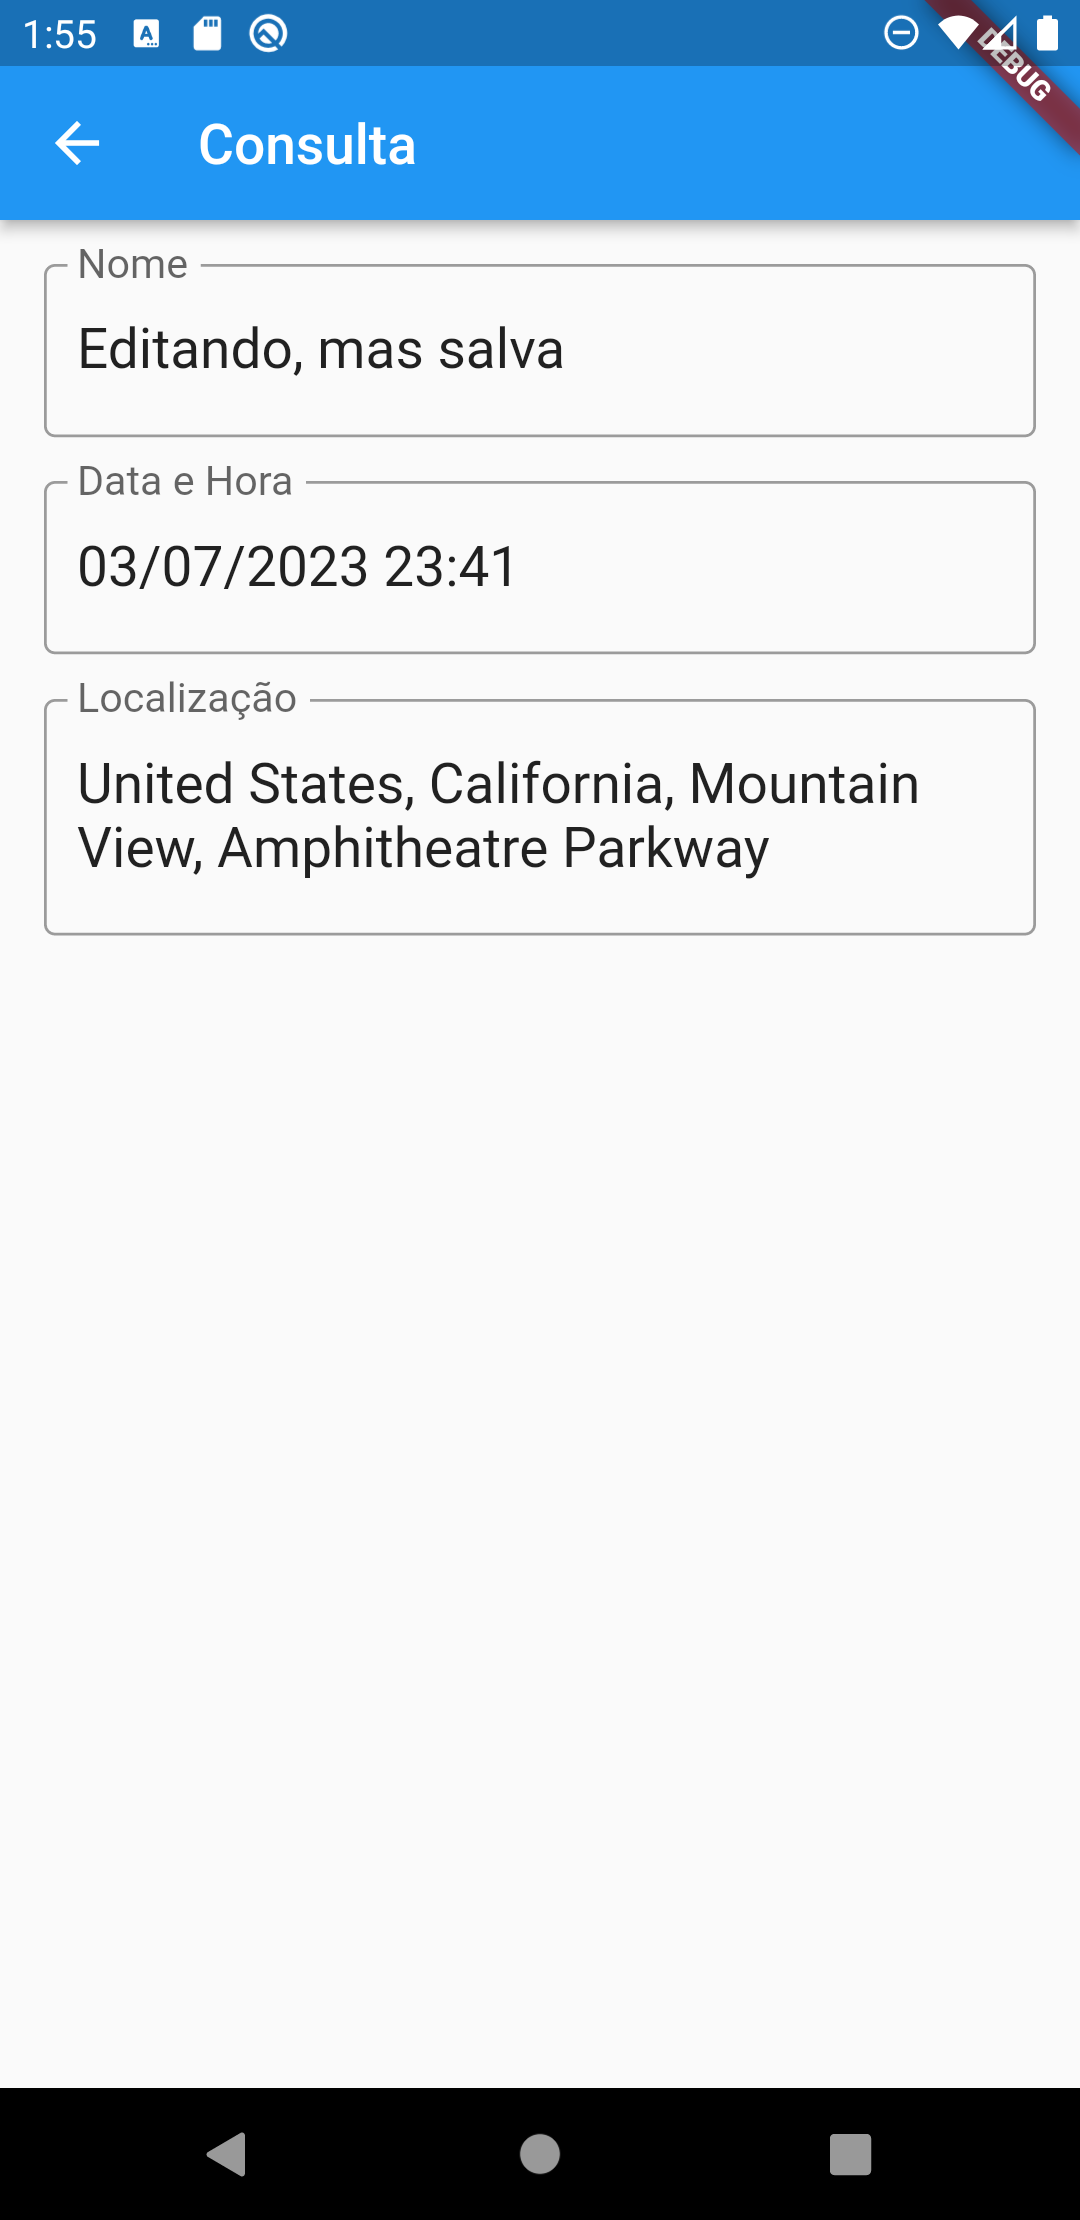 1:55
DEBUG
Consulta
Nome
Editando, mas salva
Data e Hora
03/07/2023 23:41
Localização
United States, California, Mountain
View, Amphitheatre Parkway